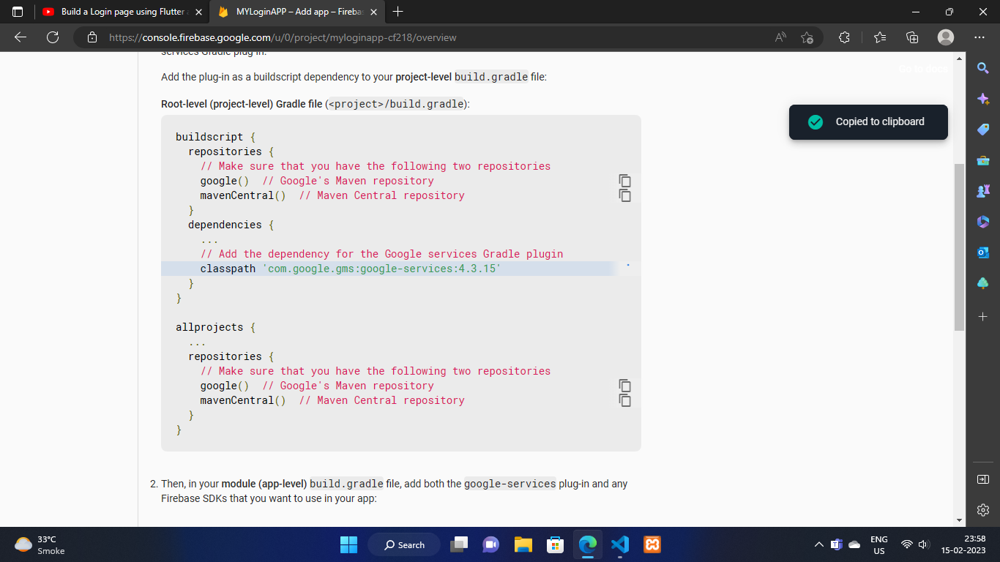 Build a Login page using Flutter a
MYLoginAPP – Add app – Fireba
https://console.firebase.google.com/u/0/project/myloginapp-cf218/overview
services Gradle plug-in.
Add the plug-in as a buildscript dependency to your project-level build.gradle file:
Go to docs
Root-level (project-level) Gradle file (<project>/build.gradle):
Copied to clipboard
buildscript {
repositories {
// Make sure that you have the following two repositories
google() // Google's Maven repository
mavenCentral() // Maven Central repository
}
dependencies {
...
// Add the dependency for the Google services Gradle plugin
classpath 'com.google.gms:google-services:4.3.15'
}
}
allprojects {
...
repositories {
// Make sure that you have the following two repositories
google() // Google's Maven repository
mavenCentral() // Maven Central repository
}
}
2. Then, in your module (app-level) build.gradle file, add both the google-services plug-in and any
Firebase SDKs that you want to use in your app:
33°C
Smoke
Search
ENG
US
23:58
15-02-2023